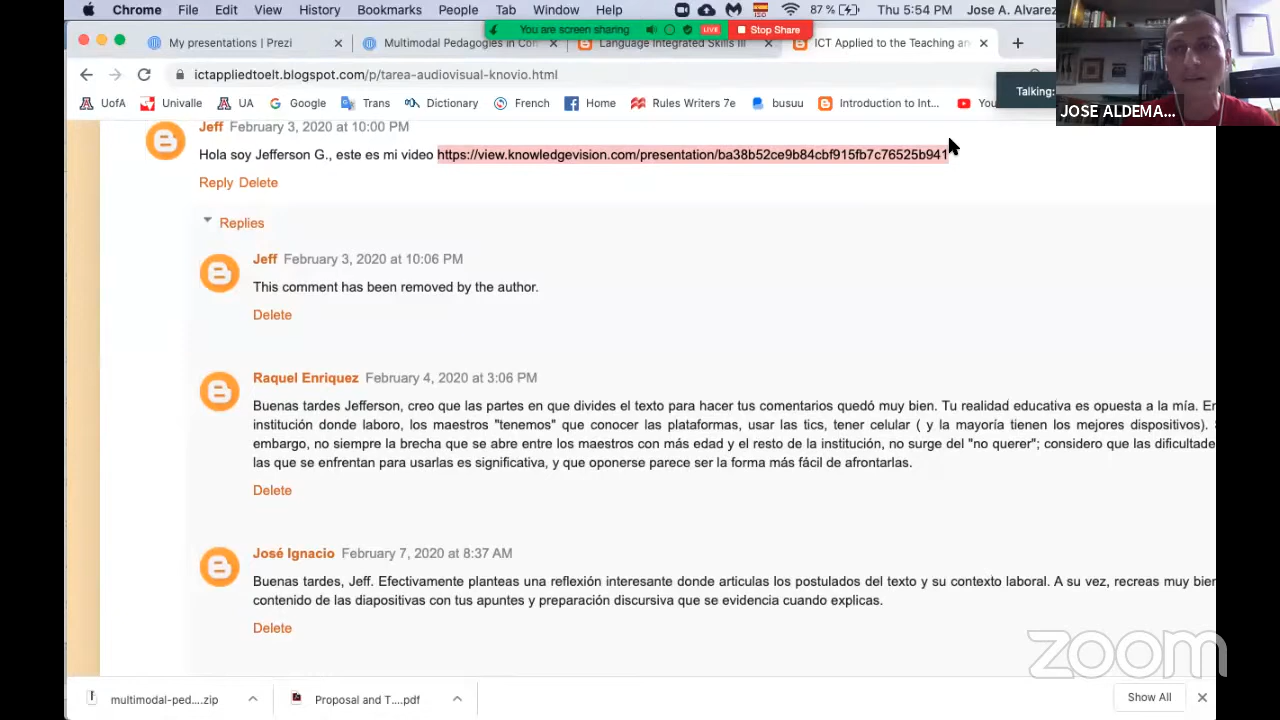 Chrome File Edit View History Bookmarks People Tab Window Help 87 % Thu 5:54 PM Jose A. Alvarez
You are screen sharing LIVE Stop Share
My presentations | Prezi
Multimodal Pedagogies in Con
Language Integrated Skills III
ICT Applied to the Teaching an
ictappliedtoelt.blogspot.com/p/tarea-audiovisual-knovio.html
Talking:
JOSE ALDEMA...
UofA Univalle UA Google Trans Dictionary French Home Rules Writers 7e busuu Introduction to Int... You
Jeff February 3, 2020 at 10:00 PM
Hola soy Jefferson G., este es mi video https://view.knowledgevision.com/presentation/ba38b52ce9b84cbf915fb7c76525b941
Reply Delete
Replies
Jeff February 3, 2020 at 10:06 PM
This comment has been removed by the author.
Delete
Raquel Enriquez February 4, 2020 at 3:06 PM
Buenas tardes Jefferson, creo que las partes en que divides el texto para hacer tus comentarios quedó muy bien. Tu realidad educativa es opuesta a la mía. En
institución donde laboro, los maestros "tenemos" que conocer las plataformas, usar las tics, tener celular ( y la mayoría tienen los mejores dispositivos).
embargo, no siempre la brecha que se abre entre los maestros con más edad y el resto de la institución, no surge del "no querer"; considero que las dificultade
las que se enfrentan para usarlas es significativa, y que oponerse parece ser la forma más fácil de afrontarlas.
Delete
José Ignacio February 7, 2020 at 8:37 AM
Buenas tardes, Jeff. Efectivamente planteas una reflexión interesante donde articulas los postulados del texto y su contexto laboral. A su vez, recreas muy bien
contenido de las diapositivas con tus apuntes y preparación discursiva que se evidencia cuando explicas.
Delete
zoom
multimodal-ped....zip
Proposal and T....pdf
Show All